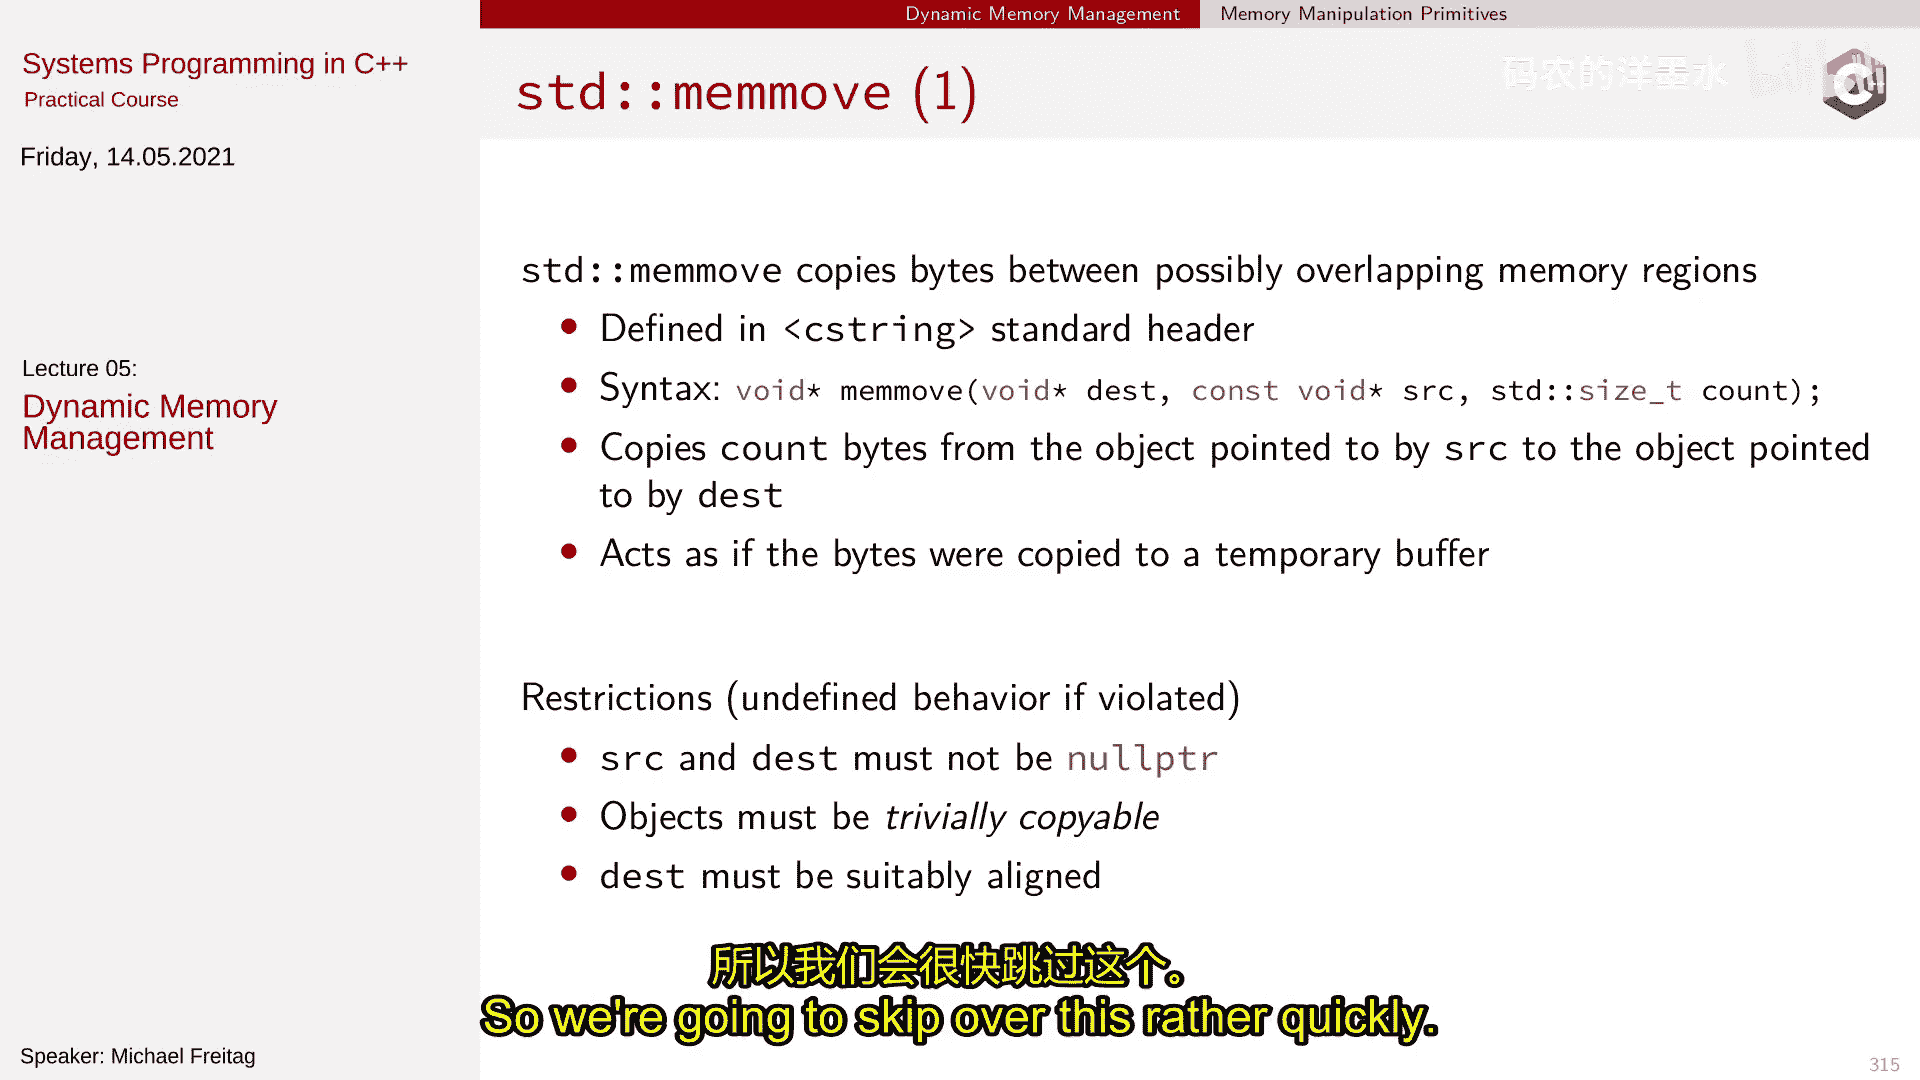 Dynamic Memory Management
Memory Manipulation Primitives
Systems Programming in C++
Practical Course
Friday, 14.05.2021
Lecture 05:
Dynamic Memory
Management
Speaker: Michael Freitag
std::memmove (1)
码农的洋墨水
std::memmove copies bytes between possibly overlapping memory regions
• Defined in <cstring> standard header
• Syntax: void* memmove(void* dest, const void* src, std::size_t count);
• Copies count bytes from the object pointed to by src to the object pointed
to by dest
• Acts as if the bytes were copied to a temporary buffer
Restrictions (undefined behavior if violated)
• src and dest must not be nullptr
• Objects must be trivially copyable
• dest must be suitably aligned
所以我们会很快跳过这个。
So we're going to skip over this rather quickly.
315